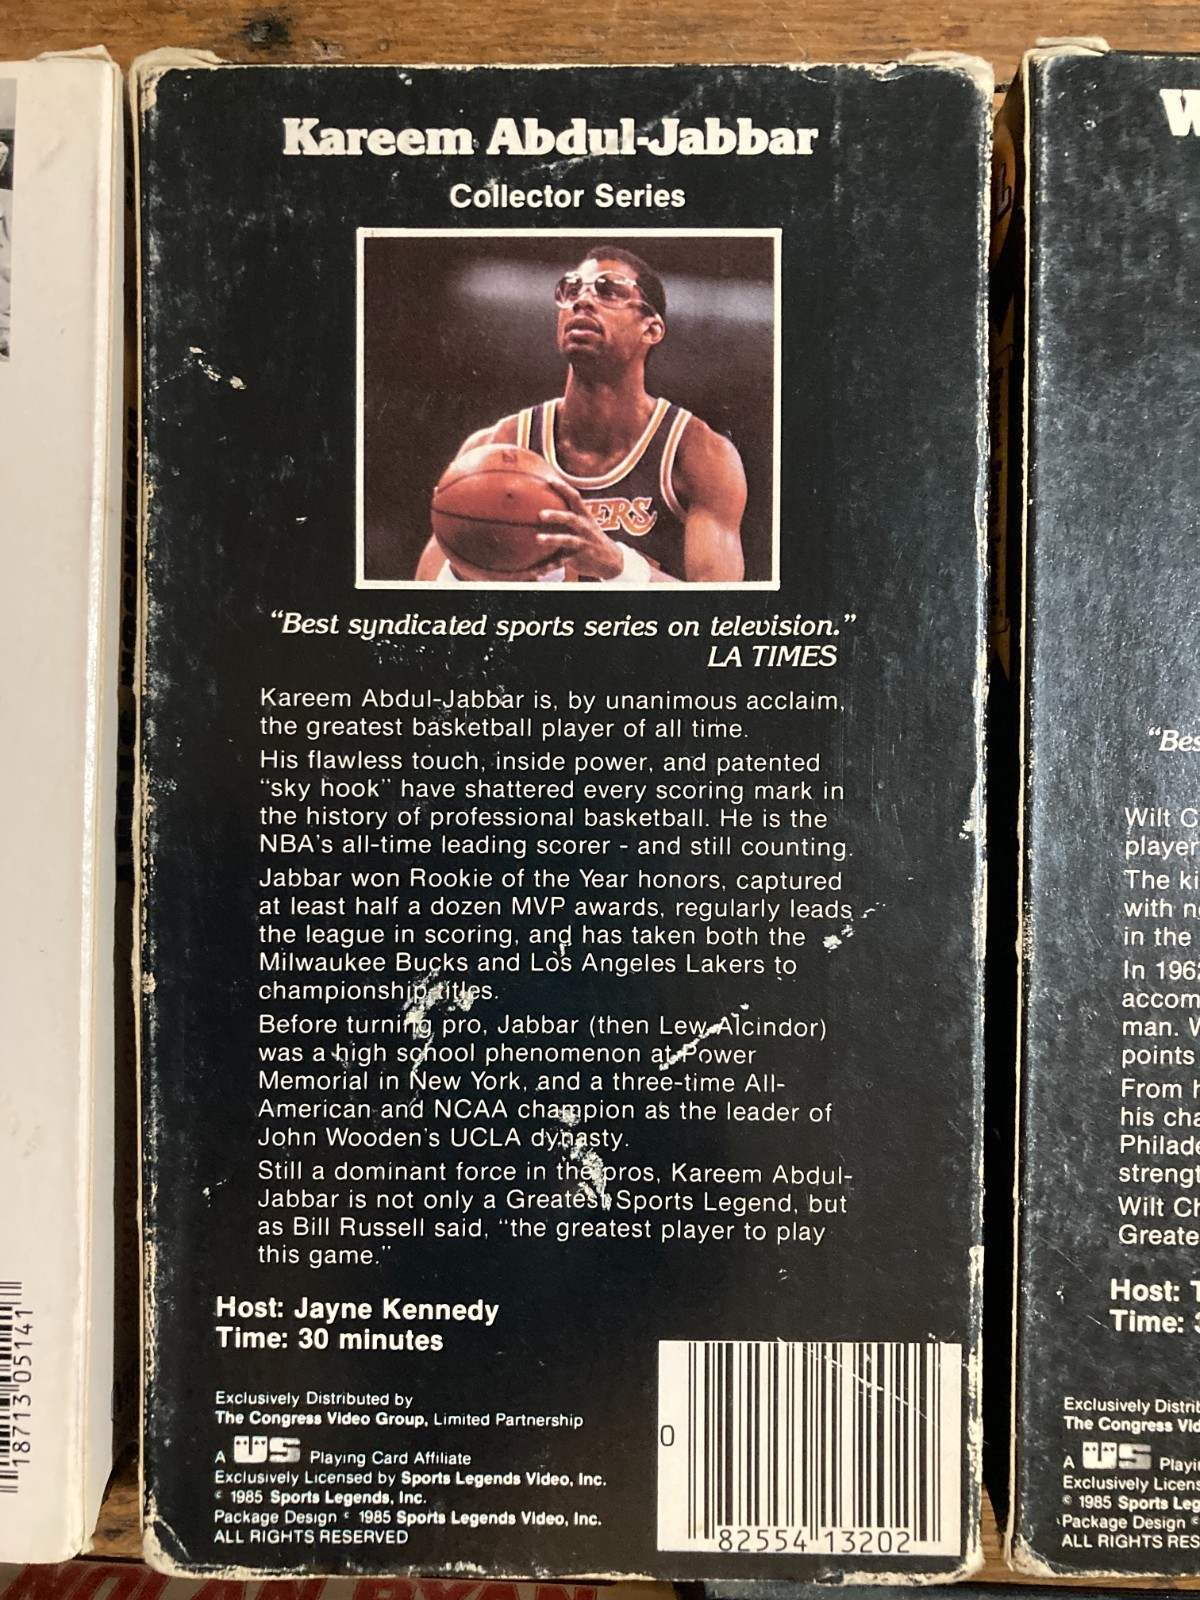 Kareem Abdul-Jabbar
Collector Series
ERS
“Best syndicated sports series on television.”
LA TIMES
Kareem Abdul-Jabbar is, by unanimous acclaim,
the greatest basketball player of all time.
His flawless touch, inside power, and patented
“sky hook” have shattered every scoring mark in
the history of professional basketball. He is the
NBA's all-time leading scorer - and still counting.
Jabbar won Rookie of the Year honors, captured
at least half a dozen MVP awards, regularly leads
the league in scoring, and has taken both the
Milwaukee Bucks and Los Angeles Lakers to
championship titles.
Before turning pro, Jabbar (then Lew Alcindor)
was a high school phenomenon at Power
Memorial in New York, and a three-time All-
American and NCAA champion as the leader of
John Wooden's UCLA dynasty.
Still a dominant force in the pros, Kareem Abdul-
Jabbar is not only a Greatest Sports Legend, but
as Bill Russell said, “the greatest player to play
this game.”
Host: Jayne Kennedy
Time: 30 minutes
Exclusively Distributed by
The Congress Video Group, Limited Partnership
A US Playing Card Affiliate
Exclusively Licensed by Sports Legends Video, Inc.
© 1985 Sports Legends, Inc.
Package Design © 1985 Sports Legends Video, Inc.
ALL RIGHTS RESERVED
0
82554 13202
18713 05141
W
“Bes
Wilt C
player
The ki
with n
in the
In 196
accom
man. W
points
From h
his cha
Philade
strengt
Wilt Ch
Greate
Host: T
Time: 3
Exclusively Distrib
The Congress Vid
A US Playi
Exclusively Licens
© 1985 Sports Leg
Package Design ©
ALL RIGHTS RES
NOLAN RYAN